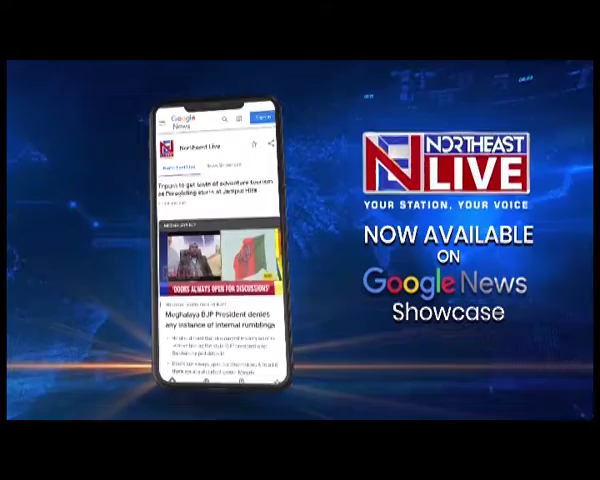 Google
News
Sign in
Northeast Live
Tripura to get taste of adventure tourism
as Paragliding starts at Jampui Hills
'DOORS ALWAYS OPEN FOR DISCUSSIONS'
Meghalaya BJP President denies
any instance of internal rumblings
NE
NORTHEAST
LIVE
YOUR STATION, YOUR VOICE
NOW AVAILABLE
ON
Google News
Showcase